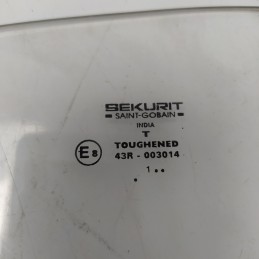 SEKURIT
SAINT-GOBAIN
INDIA
T
TOUGHENED
E8 43R - 003014
. 1 ..